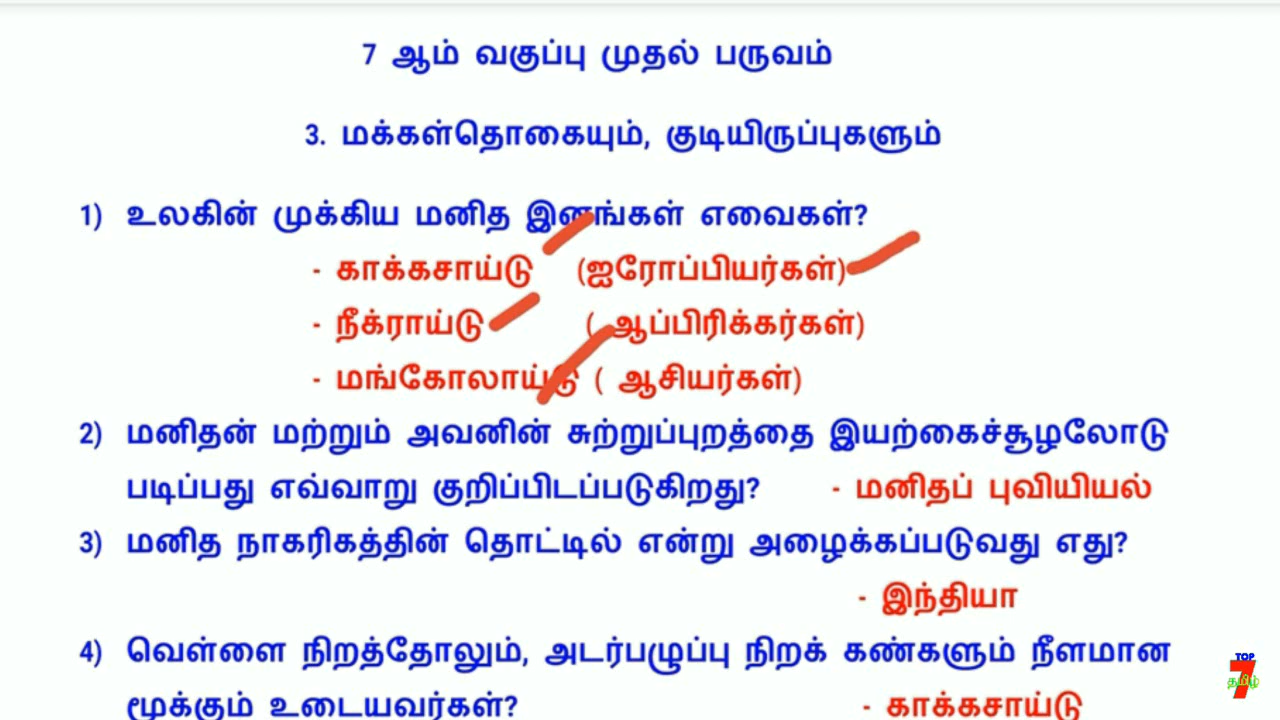 7 ஆம் வகுப்பு முதல் பருவம்
3. மக்கள்தொகையும், குடியிருப்புகளும்
1) உலகின் முக்கிய மனித இனங்கள் எவைகள்?
- காக்கசாய்டு (ஐரோப்பியர்கள்)
- நீக்ராய்டு ( ஆப்பிரிக்கர்கள்)
- மங்கோலாய்டு ( ஆசியர்கள்)
2) மனிதன் மற்றும் அவனின் சுற்றுப்புறத்தை இயற்கைச்சூழலோடு
படிப்பது எவ்வாறு குறிப்பிடப்படுகிறது? - மனிதப் புவியியல்
3) மனித நாகரிகத்தின் தொட்டில் என்று அழைக்கப்படுவது எது?
- இந்தியா
4) வெள்ளை நிறத்தோலும், அடர்பழுப்பு நிறக் கண்களும் நீளமான
மூக்கும் உடையவர்கள்? - காக்கசாய்டு
TOP
7
தமிழ்